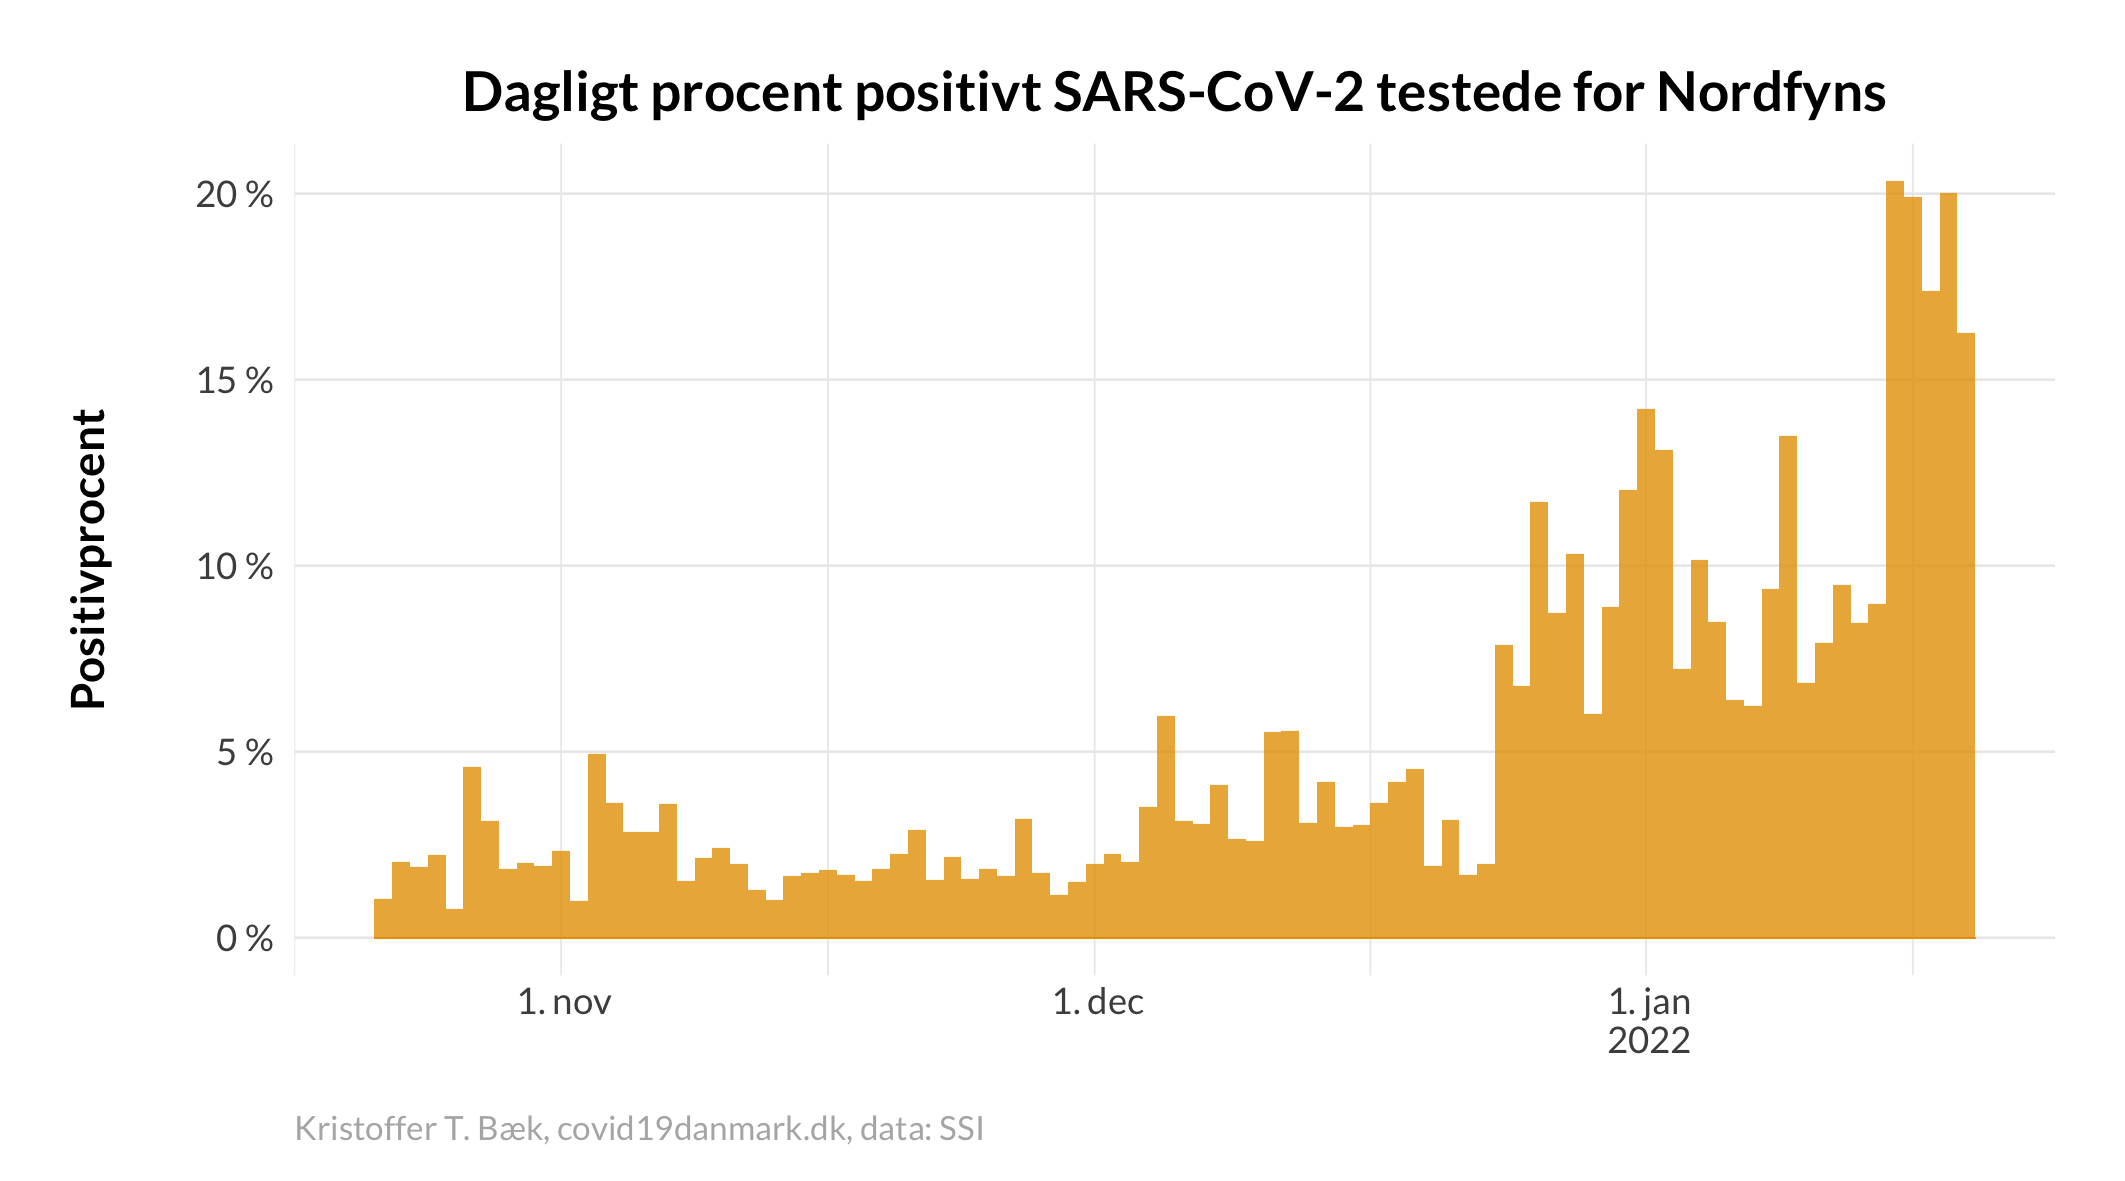 Dagligt procent positivt SARS-CoV-2 testede for Nordfyns
Positivprocent
20 %
15 %
10 %
5 %
0 %
1. nov
1. dec
1. jan
2022
Kristoffer T. Bæk, covid19danmark.dk, data: SSI